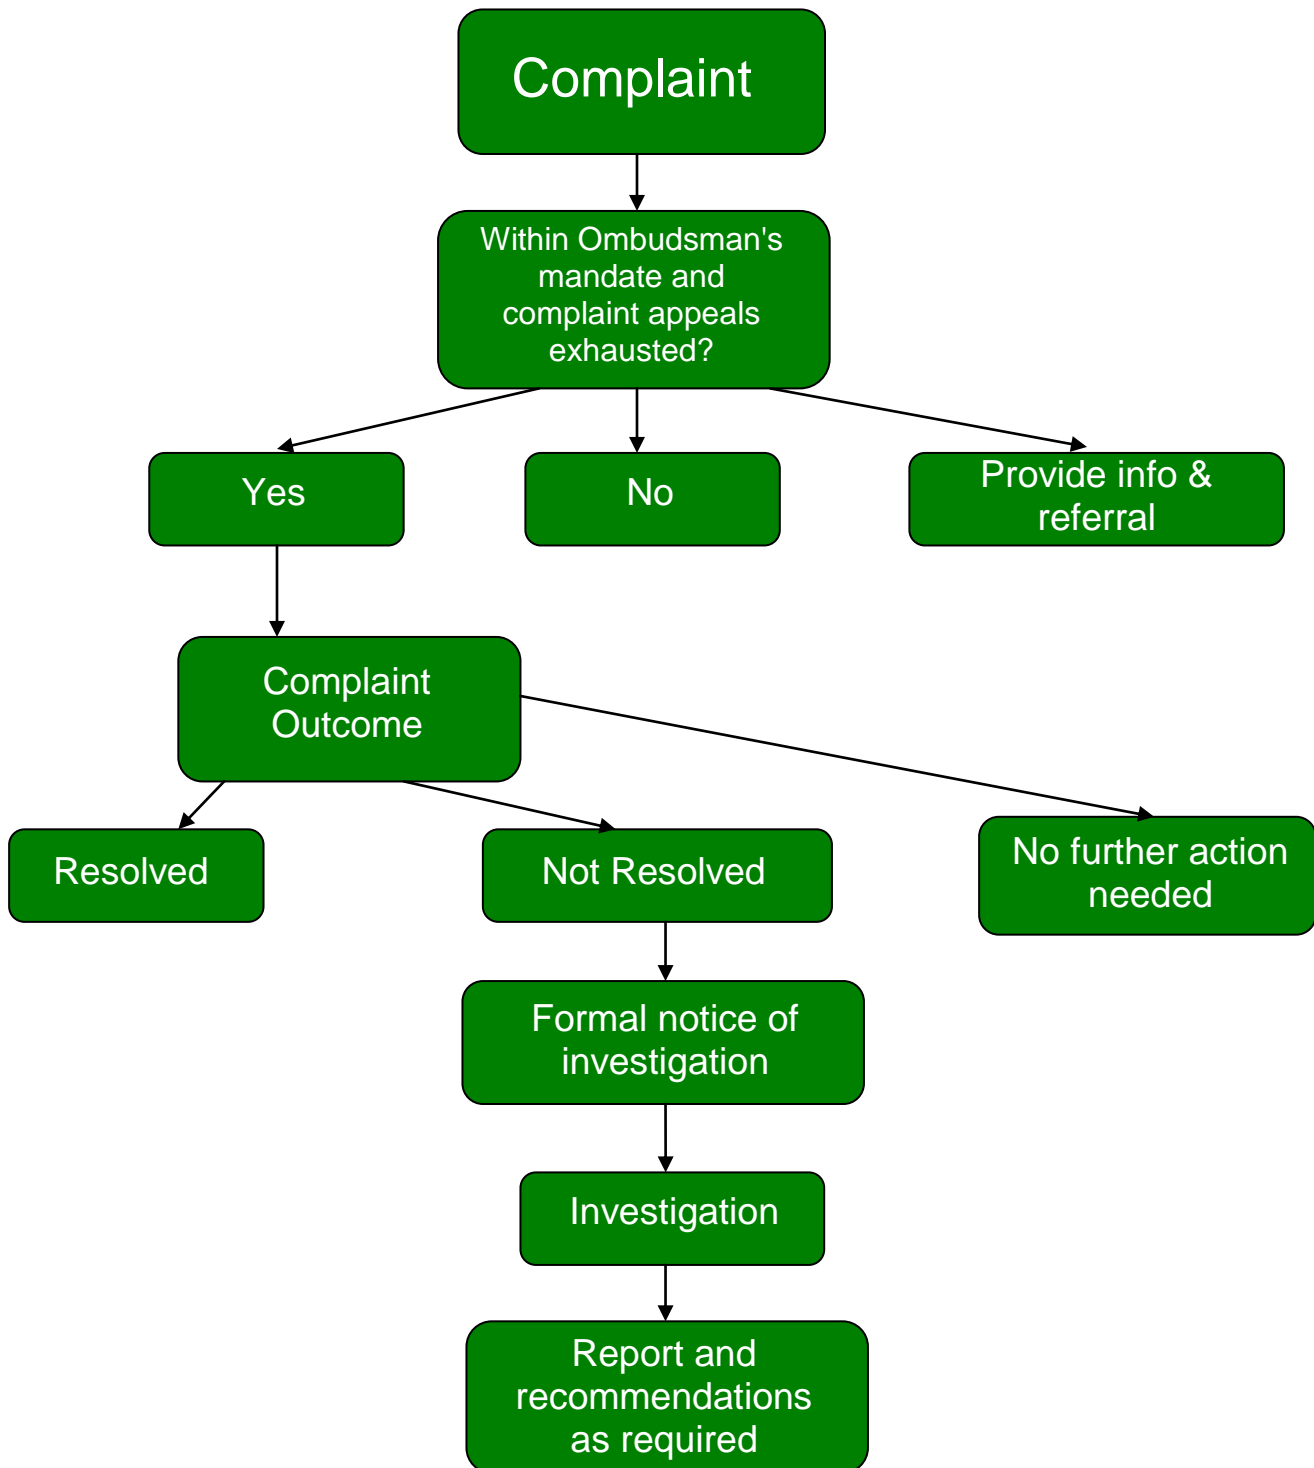 Complaint
Within Ombudsman's
mandate and
complaint appeals
exhausted?
Yes
No
Provide info &
referral
Complaint
Outcome
Resolved
Not Resolved
No further action
needed
Formal notice of
investigation
Investigation
Report and
recommendations
as required